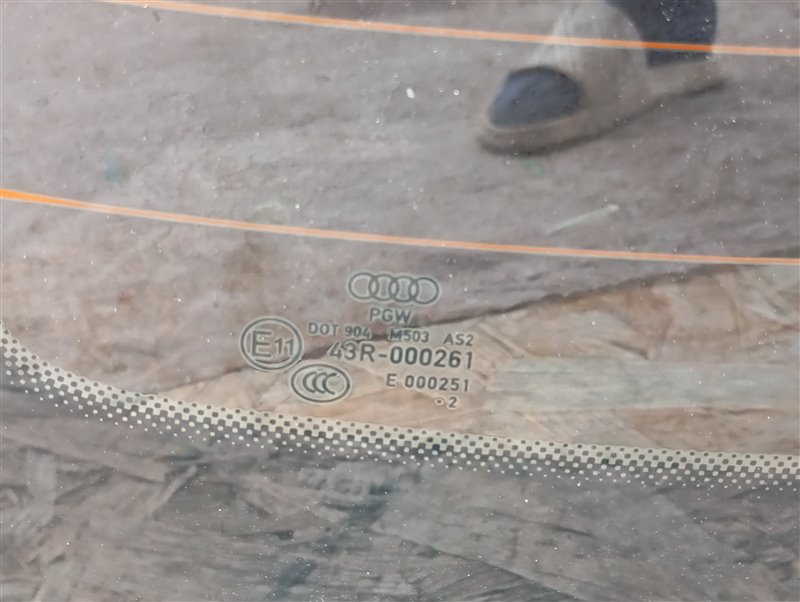 PGW
DOT 904 M503 AS2
E11 43R-000261
CCC E 000251
• 2